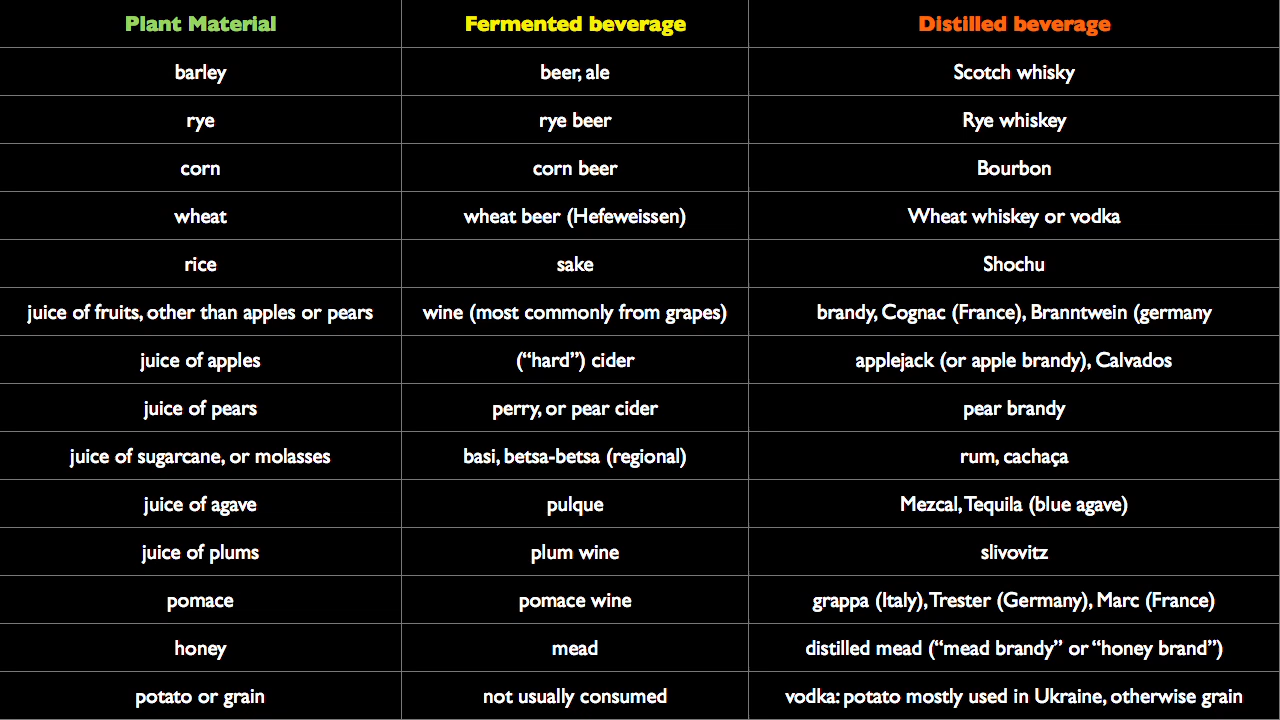 Plant Material Fermented beverage Distilled beverage
barley beer, ale Scotch whisky
rye rye beer Rye whiskey
corn corn beer Bourbon
wheat wheat beer (Hefeweissen) Wheat whiskey or vodka
rice sake Shochu
juice of fruits, other than apples or pears wine (most commonly from grapes) brandy, Cognac (France), Branntwein (germany
juice of apples (“hard”) cider applejack (or apple brandy), Calvados
juice of pears perry, or pear cider pear brandy
juice of sugarcane, or molasses basi, betsa-betsa (regional) rum, cachaça
juice of agave pulque Mezcal, Tequila (blue agave)
juice of plums plum wine slivovitz
pomace pomace wine grappa (Italy), Trester (Germany), Marc (France)
honey mead distilled mead (“mead brandy” or “honey brand”)
potato or grain not usually consumed vodka: potato mostly used in Ukraine, otherwise grain